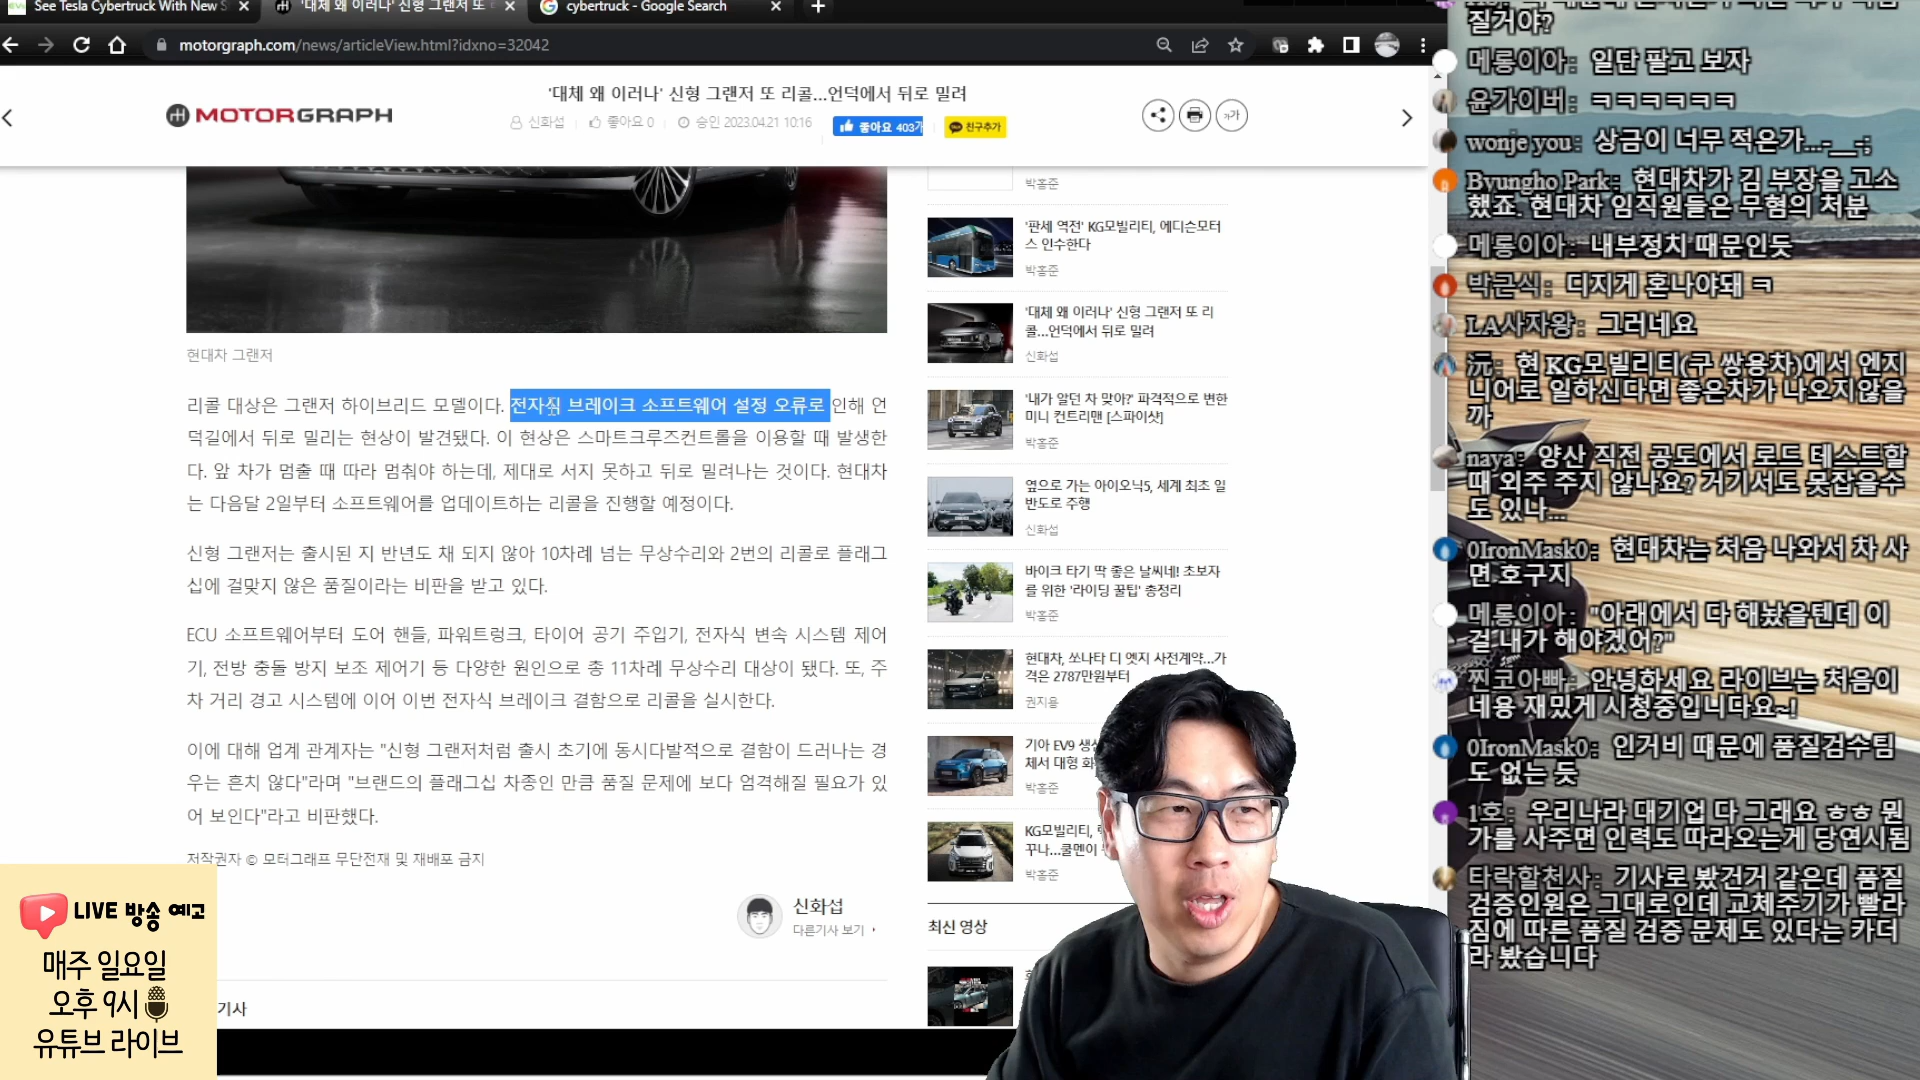 See Tesla Cybertruck With New S
'대체 왜 이러나' 신형 그랜저 또
cybertruck - Google Search
motorgraph.com/news/articleView.html?idxno=32042
MOTORGRAPH
'대체 왜 이러나' 신형 그랜저 또 리콜...언덕에서 뒤로 밀려
신화섭
좋아요 0
승인 2023.04.21 10:16
좋아요 403
친구추가
가가
현대차 그랜저
리콜 대상은 그랜저 하이브리드 모델이다. 전자식 브레이크 소프트웨어 설정 오류로 인해 언
덕길에서 뒤로 밀리는 현상이 발견됐다. 이 현상은 스마트크루즈컨트롤을 이용할 때 발생한
다. 앞 차가 멈출 때 따라 멈춰야 하는데, 제대로 서지 못하고 뒤로 밀려나는 것이다. 현대차
는 다음달 2일부터 소프트웨어를 업데이트하는 리콜을 진행할 예정이다.
신형 그랜저는 출시된 지 반년도 채 되지 않아 10차례 넘는 무상수리와 2번의 리콜로 플래그
십에 걸맞지 않은 품질이라는 비판을 받고 있다.
ECU 소프트웨어부터 도어 핸들, 파워트렁크, 타이어 공기 주입기, 전자식 변속 시스템 제어
기, 전방 충돌 방지 보조 제어기 등 다양한 원인으로 총 11차례 무상수리 대상이 됐다. 또, 주
차 거리 경고 시스템에 이어 이번 전자식 브레이크 결함으로 리콜을 실시한다.
이에 대해 업계 관계자는 "신형 그랜저처럼 출시 초기에 동시다발적으로 결함이 드러나는 경
우는 흔치 않다"라며 "브랜드의 플래그십 차종인 만큼 품질 문제에 보다 엄격해질 필요가 있
어 보인다"라고 비판했다.
저작권자 © 모터그래프 무단전재 및 재배포 금지
신화섭
다른기사 보기
기사
박홍준
'판세 역전' KG모빌리티, 에디슨모터
스 인수한다
박홍준
'대체 왜 이러나' 신형 그랜저 또 리
콜...언덕에서 뒤로 밀려
신화섭
'내가 알던 차 맞아?' 파격적으로 변한
미니 컨트리맨 [스파이샷]
박홍준
옆으로 가는 아이오닉5, 세계 최초 일
반도로 주행
신화섭
바이크 타기 딱 좋은 날씨네! 초보자
를 위한 '라이딩 꿀팁' 총정리
박홍준
현대차, 쏘나타 디 엣지 사전계약...가
격은 2787만원부터
권지용
기아 EV9 생
체서 대형 화
박홍준
KG모빌리티,
꾸나...쿨멘이
박홍준
최신 영상
LIVE 방송 예고
매주 일요일
오후 9시
유튜브 라이브
질거야?
메롱이아: 일단 팔고 보자
윤가이버: ㅋㅋㅋㅋㅋㅋ
wonje you: 상금이 너무 적은가...-__-;
Byungho Park: 현대차가 김 부장을 고소
했죠. 현대차 임직원들은 무혐의 처분
메롱이아: 내부정치 때문인듯
박근식: 디지게 혼나야돼 ㅋ
LA사자왕: 그러네요
沅: 현 KG모빌리티(구 쌍용차)에서 엔지
니어로 일하신다면 좋은차가 나오지않을
까
naya: 양산 직전 공도에서 로드 테스트할
때 외주 주지 않나요? 거기서도 못잡을수
도 있나...
0IronMask0: 현대차는 처음 나와서 차 사
면 호구지
메롱이아: "아래에서 다 해놨을텐데 이
걸 내가 해야겠어?"
찐코아빠: 안녕하세요 라이브는 처음이
네용 재밌게 시청중입니다요~!
0IronMask0: 인거비 떄문에 품질검수팀
도 없는 듯
1호: 우리나라 대기업 다 그래요 ㅎㅎ 뭔
가를 사주면 인력도 따라오는게 당연시됨
타락할천사: 기사로 봤건거 같은데 품질
검증인원은 그대로인데 교체주기가 빨라
짐에 따른 품질 검증 문제도 있다는 카더
라 봤습니다